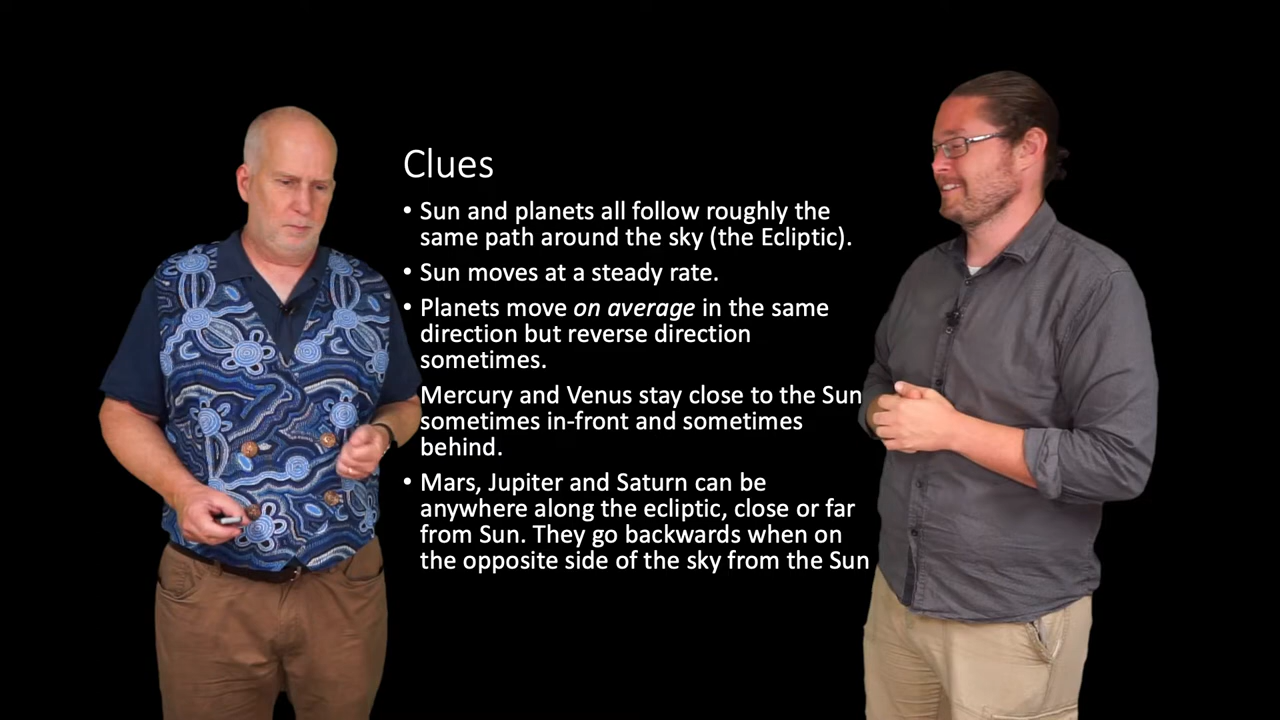 Clues
• Sun and planets all follow roughly the
same path around the sky (the Ecliptic).
• Sun moves at a steady rate.
• Planets move on average in the same
direction but reverse direction
sometimes.
Mercury and Venus stay close to the Sun
sometimes in-front and sometimes
behind.
• Mars, Jupiter and Saturn can be
anywhere along the ecliptic, close or far
from Sun. They go backwards when on
the opposite side of the sky from the Sun